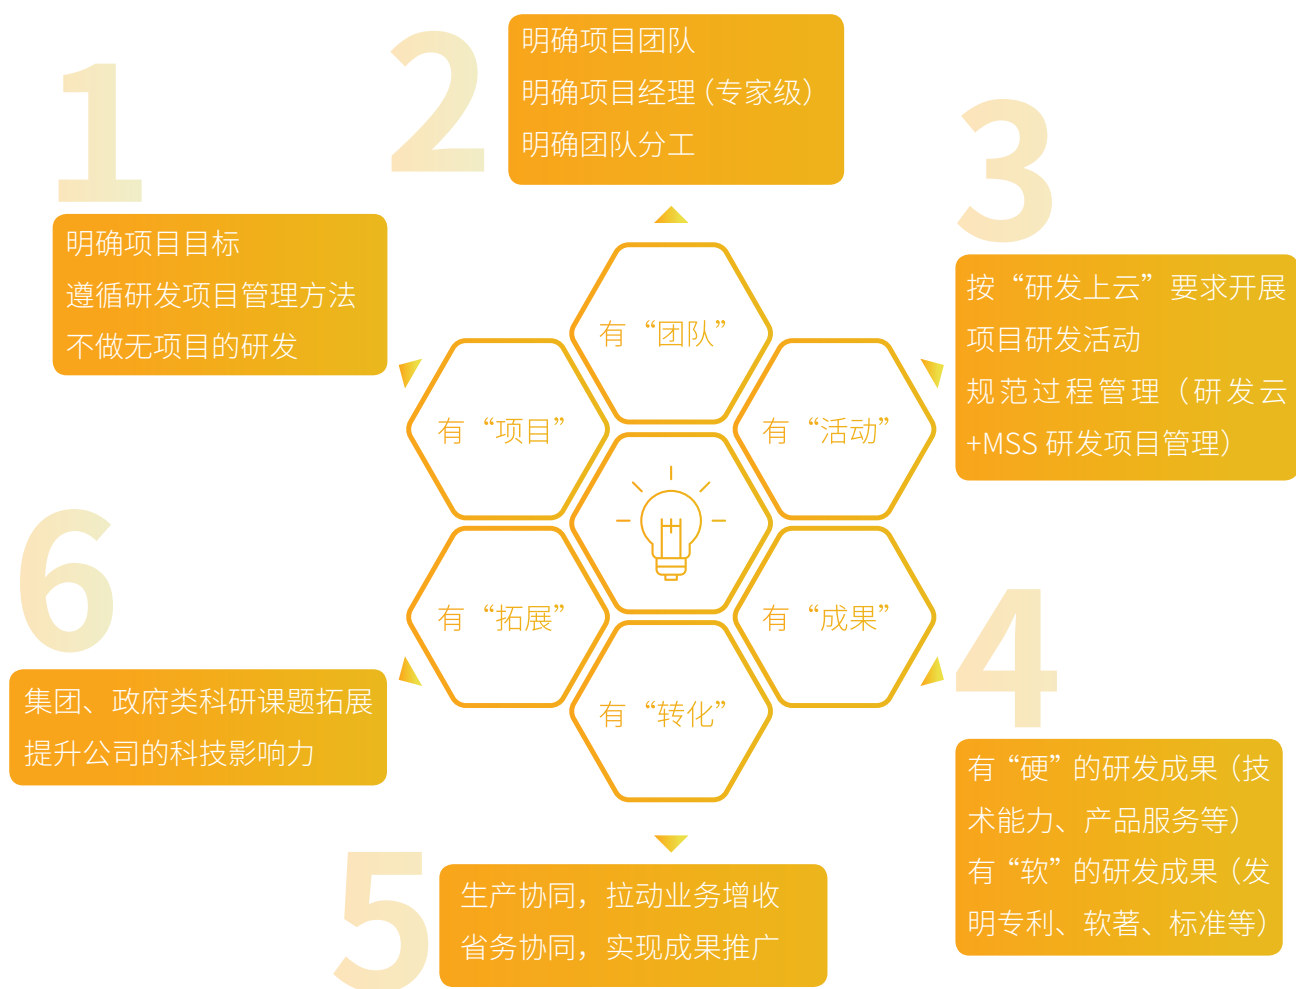 1
明确项目目标
遵循研发项目管理方法
不做无项目的研发
2
明确项目团队
明确项目经理（专家级）
明确团队分工
3
按“研发上云”要求开展
项目研发活动
规范过程管理（研发云
+MSS 研发项目管理）
有“团队”
有“项目”
有“活动”
有“拓展”
有“成果”
有“转化”
4
有“硬”的研发成果（技
术能力、产品服务等）
有“软”的研发成果（发
明专利、软著、标准等）
5
生产协同，拉动业务增收
省务协同，实现成果推广
6
集团、政府类科研课题拓展
提升公司的科技影响力